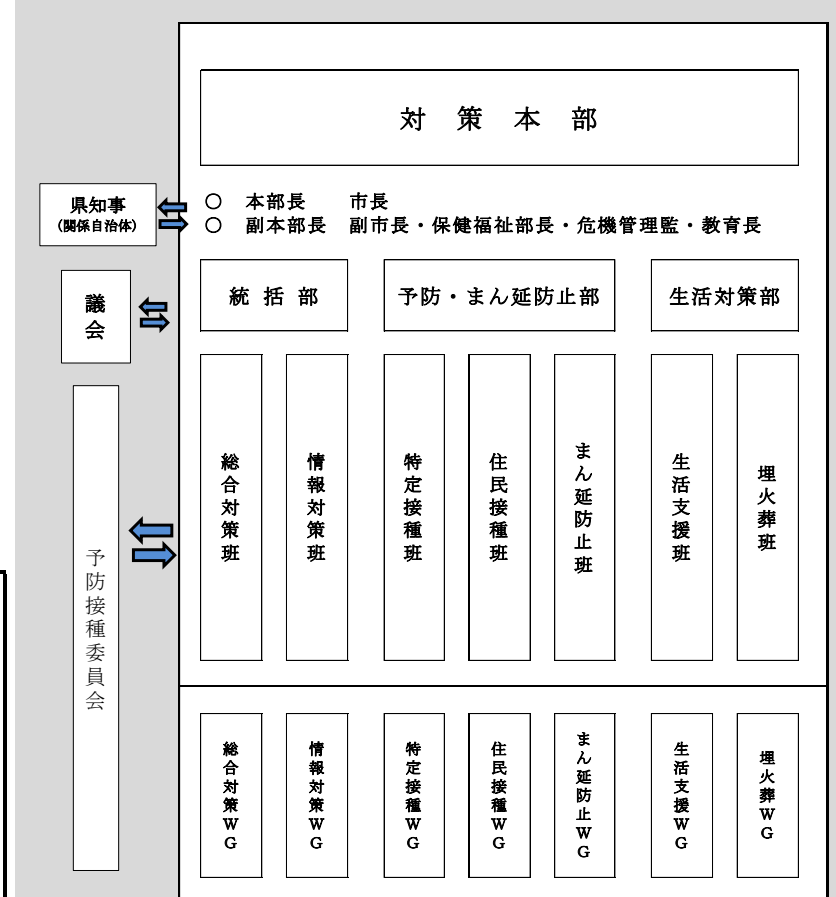 対策本部
県知事
(関係自治体)
○ 本部長 市長
○ 副本部長 副市長・保健福祉部長・危機管理監・教育長
議会
統括部
予防・まん延防止部
生活対策部
予防接種委員会
総合対策班
情報対策班
特定接種班
住民接種班
まん延防止班
生活支援班
埋火葬班
総合対策WG
情報対策WG
特定接種WG
住民接種WG
まん延防止WG
生活支援WG
埋火葬WG